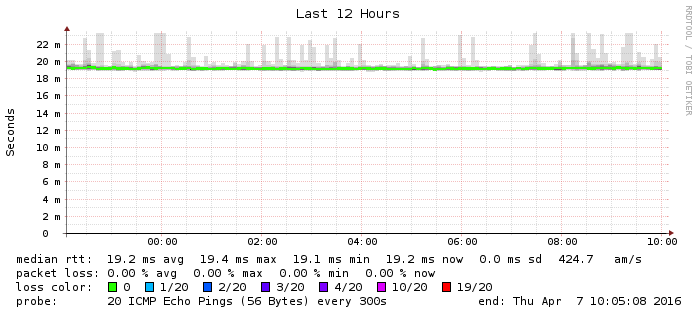 Last 12 Hours
RRDTOOL / TOBI OETIKER
Seconds
22 m
20 m
18 m
16 m
14 m
12 m
10 m
8 m
6 m
4 m
2 m
0
00:00 02:00 04:00 06:00 08:00 10:00
median rtt: 19.2 ms avg 19.4 ms max 19.1 ms min 19.2 ms now 0.0 ms sd 424.7 am/s
packet loss: 0.00 % avg 0.00 % max 0.00 % min 0.00 % now
loss color: 0 1/20 2/20 3/20 4/20 10/20 19/20
probe: 20 ICMP Echo Pings (56 Bytes) every 300s end: Thu Apr 7 10:05:08 2016